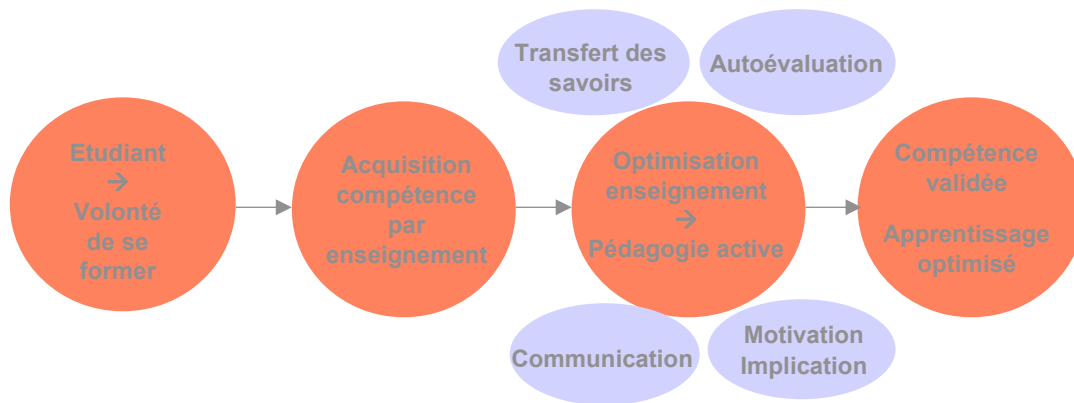 Transfert des
savoirs
Autoévaluation
Etudiant
→
Volonté
de se
former
Acquisition
compétence
par
enseignement
Optimisation
enseignement
→
Pédagogie active
Compétence
validée
Apprentissage
optimisé
Communication
Motivation
Implication